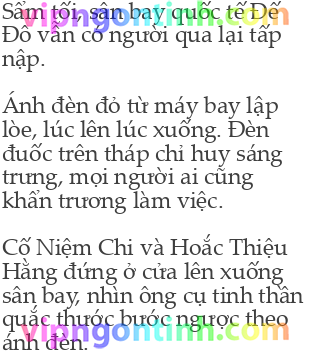 Sẩm tối, sân bay quốc tế Đế
Đô vẫn có người qua lại tấp
nập.
Ánh đèn đỏ từ máy bay lập
lòe, lúc lên lúc xuống. Đèn
đuốc trên tháp chỉ huy sáng
trưng, mọi người ai cũng
khẩn trương làm việc.
Cố Niệm Chi và Hoắc Thiệu
Hằng đứng ở cửa lên xuống
sân bay, nhìn ông cụ tinh thần
quắc thước bước ngược theo
ánh đèn.
vipngontinh.com
vipngontinh.com